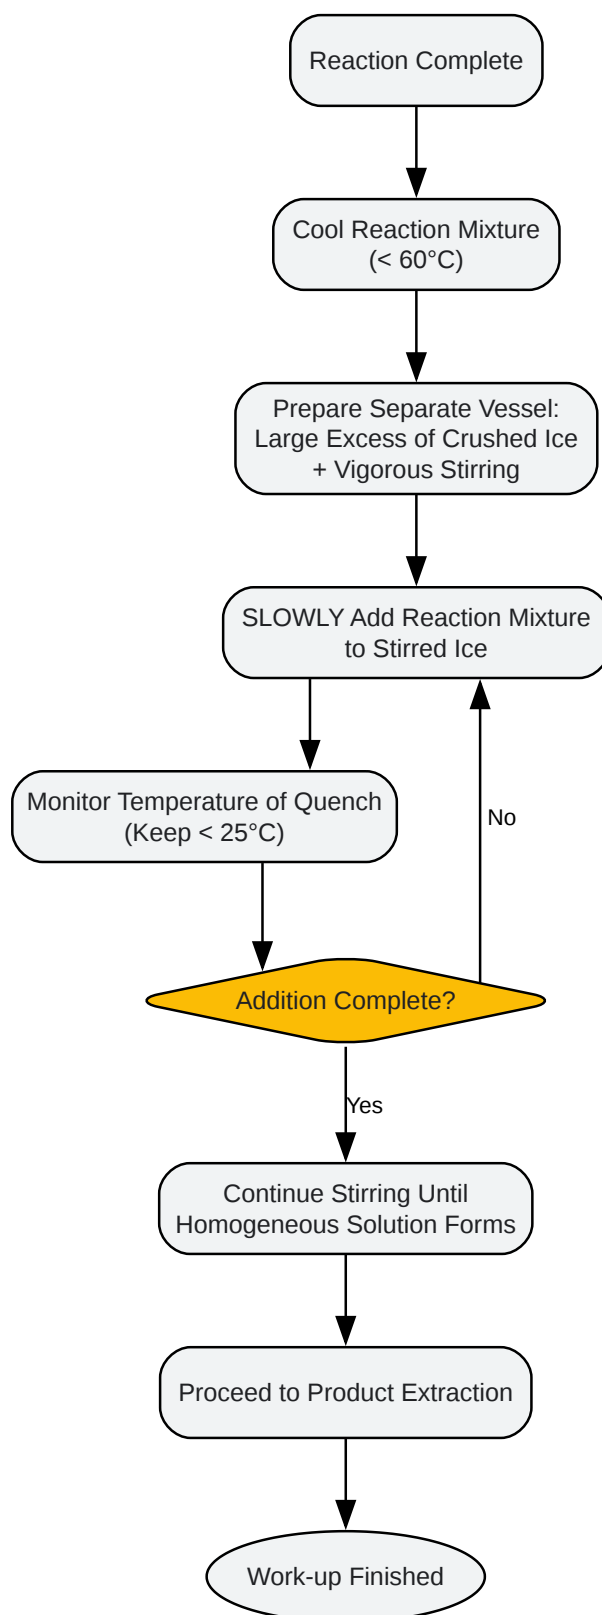 Reaction Complete
Cool Reaction Mixture
(< 60°C)
Prepare Separate Vessel:
Large Excess of Crushed Ice
+ Vigorous Stirring
SLOWLY Add Reaction Mixture
to Stirred Ice
Monitor Temperature of Quench
(Keep < 25°C)
No
Addition Complete?
Yes
Continue Stirring Until
Homogeneous Solution Forms
Proceed to Product Extraction
Work-up Finished